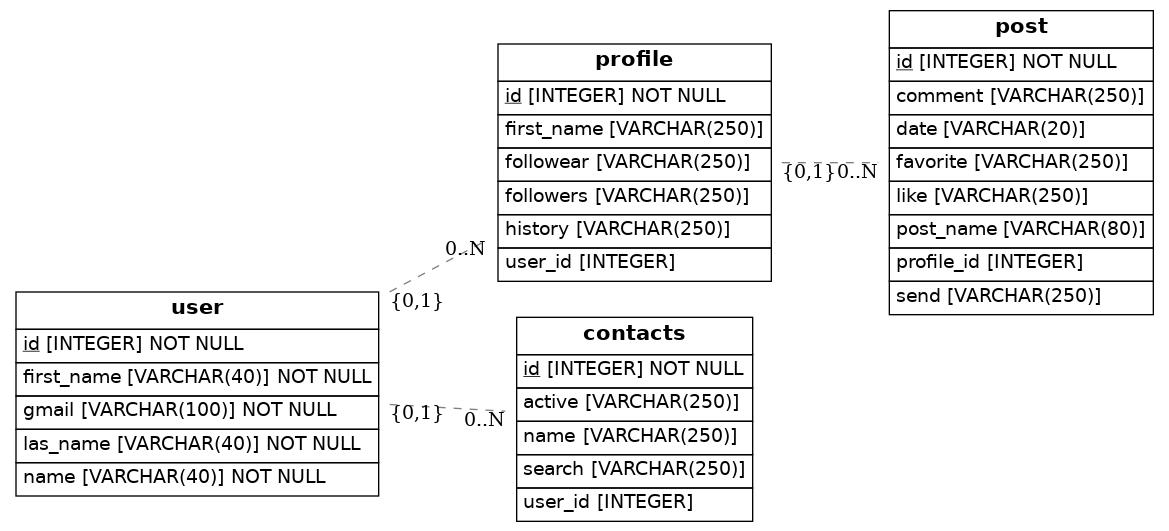 post
id [INTEGER] NOT NULL
comment [VARCHAR(250)]
date [VARCHAR(20)]
favorite [VARCHAR(250)]
like [VARCHAR(250)]
post_name [VARCHAR(80)]
profile_id [INTEGER]
send [VARCHAR(250)]
profile
id [INTEGER] NOT NULL
first_name [VARCHAR(250)]
followear [VARCHAR(250)]
followers [VARCHAR(250)]
history [VARCHAR(250)]
user_id [INTEGER]
{0,1}
0..N
0..N
{0,1}
user
id [INTEGER] NOT NULL
first_name [VARCHAR(40)] NOT NULL
gmail [VARCHAR(100)] NOT NULL
las_name [VARCHAR(40)] NOT NULL
name [VARCHAR(40)] NOT NULL
{0,1}
0..N
contacts
id [INTEGER] NOT NULL
active [VARCHAR(250)]
name [VARCHAR(250)]
search [VARCHAR(250)]
user_id [INTEGER]